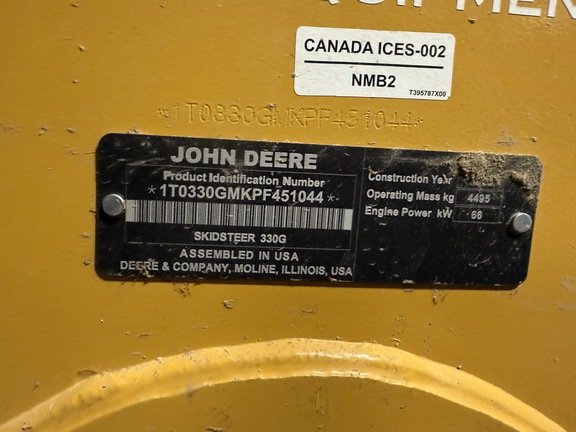 CANADA ICES-002
NMB2
T395787X00
*1T0330GMKPF451044*
JOHN DEERE
Product Identification Number
*1T0330GMKPF451044*
SKIDSTEER 330G
ASSEMBLED IN USA
DEERE & COMPANY, MOLINE, ILLINOIS, USA
Construction Year
Operating Mass kg 4495
Engine Power kW 66